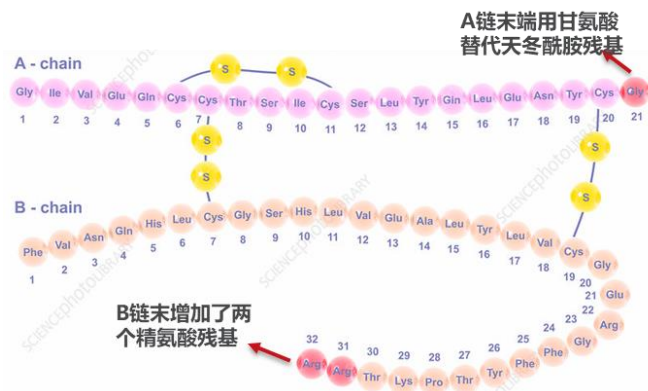 A链末端用甘氨酸
替代天冬酰胺残基
A - chain
S S
Gly Ile Val Glu Gln Cys Cys Thr Ser Ile Cys Ser Leu Tyr Gin Leu Glu Asn Tyr Cys Gly
1 2 3 4 5 6 7 8 9 10 11 12 13 14 15 16 17 18 19 20 21
S S
S S
B - chain
Phe Val Asn Gln His Leu Cys Gly Ser His Leu Val Glu Ala Leu Tyr Leu Val Cys Gly
1 2 3 4 5 6 7 8 9 10 11 12 13 14 15 16 17 18 19 20
21 Glu
22 Arg
B链末增加了两
个精氨酸残基
32 31 30 29 28 27 26 25 24 23
Arg Arg Thr Lys Pro Thr Tyr Phe Phe Gly
SCIENCEphotoLIBRARY
SCIENCEphotoLIBRARY
SCIENCEphotoLIBRARY